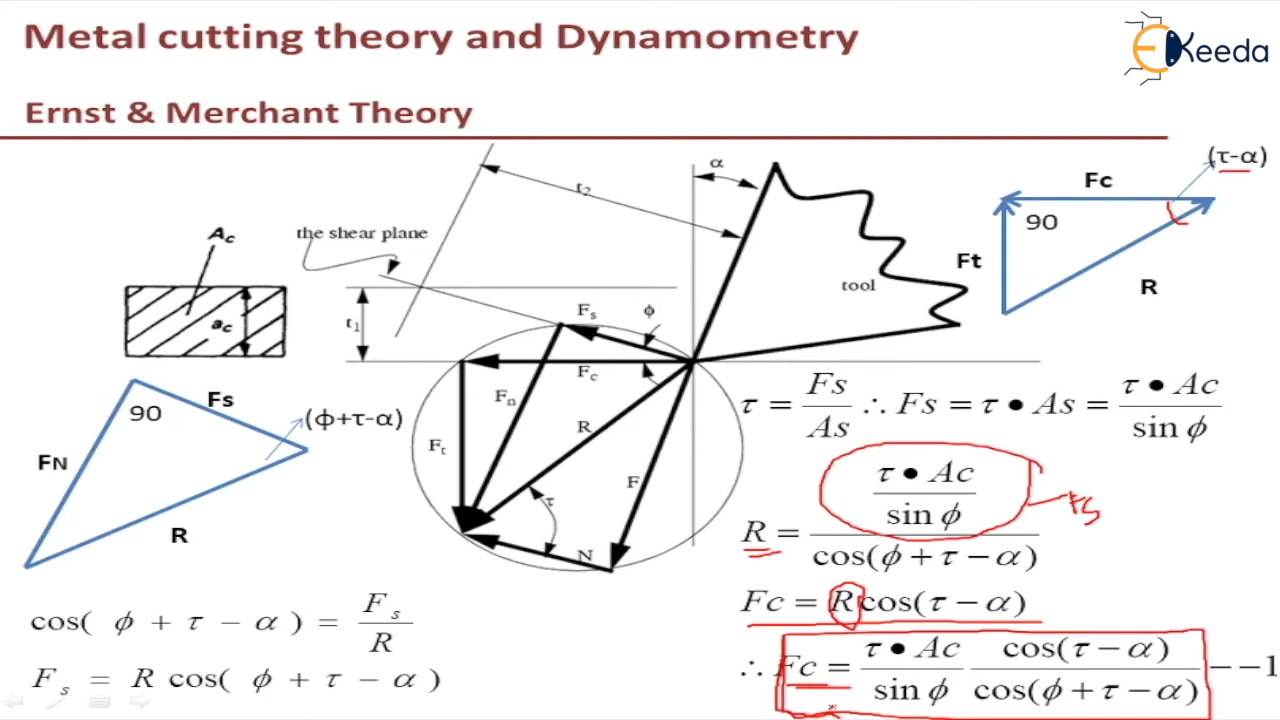 Metal cutting theory and Dynamometry
EKeeda
Ernst & Merchant Theory
α
(τ-α)
Fc
t₂
90
Ft
R
Ac
the shear plane
ac
t₁
tool
Fs
ϕ
Fc
Fn
R
Ft
F
τ
N
Fs
90
(ϕ+τ-α)
FN
R
τ = Fs / As ∴ Fs = τ • As = τ • Ac / sin ϕ
R = (τ • Ac / sin ϕ) / cos(ϕ + τ − α)
Fs
Fc = R cos(τ − α)
∴ Fc = τ • Ac / sin ϕ cos(τ − α) / cos(ϕ + τ − α) −−1
cos( ϕ + τ − α ) = F s / R
F s = R cos( ϕ + τ − α )